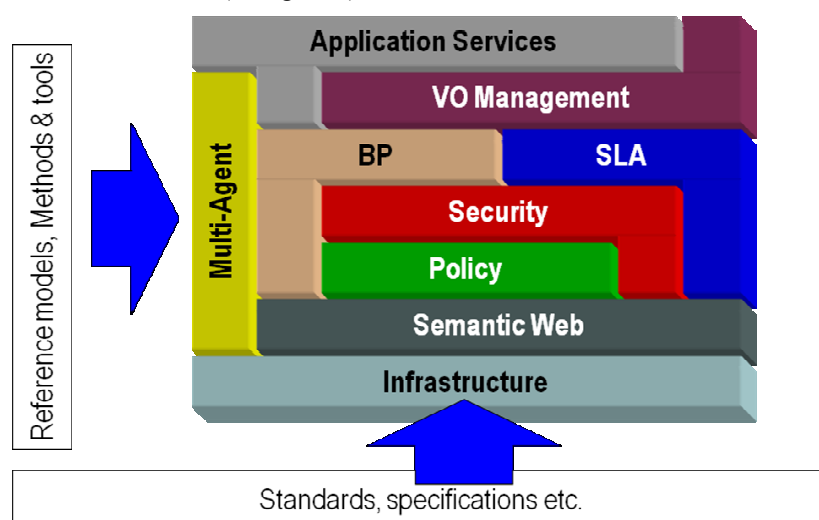 Application Services
VO Management
BP
SLA
Multi-Agent
Security
Policy
Semantic Web
Infrastructure
Reference models, Methods & tools
Standards, specifications etc.